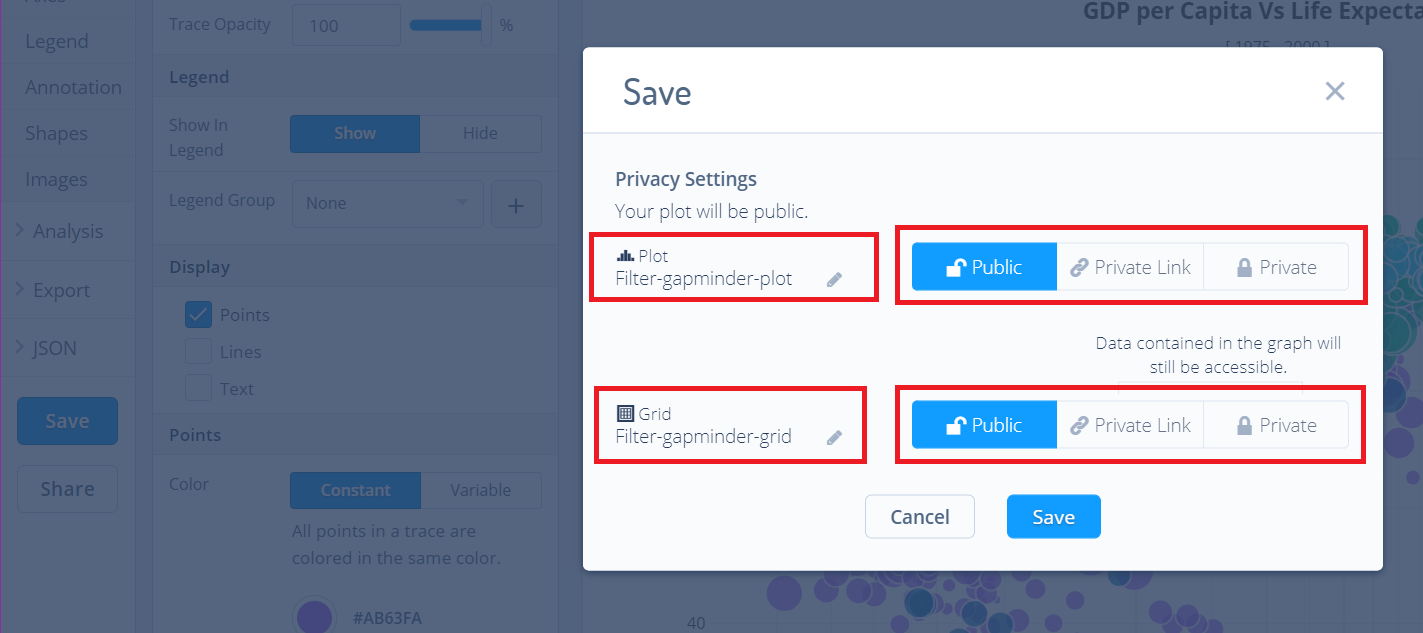 Legend
Annotation
Shapes
Images
Analysis
Export
JSON
Save
Share
Trace Opacity
100
%
Legend
Show In
Legend
Show
Hide
Legend Group
None
+
Display
Points
Lines
Text
Points
Color
Constant
Variable
All points in a trace are
colored in the same color.
#AB63FA
GDP per Capita Vs Life Expecta
[ 1975 - 2000 ]
Save
Privacy Settings
Your plot will be public.
Plot
Filter-gapminder-plot
Public
Private Link
Private
Data contained in the graph will
still be accessible.
Grid
Filter-gapminder-grid
Public
Private Link
Private
Cancel
Save
40